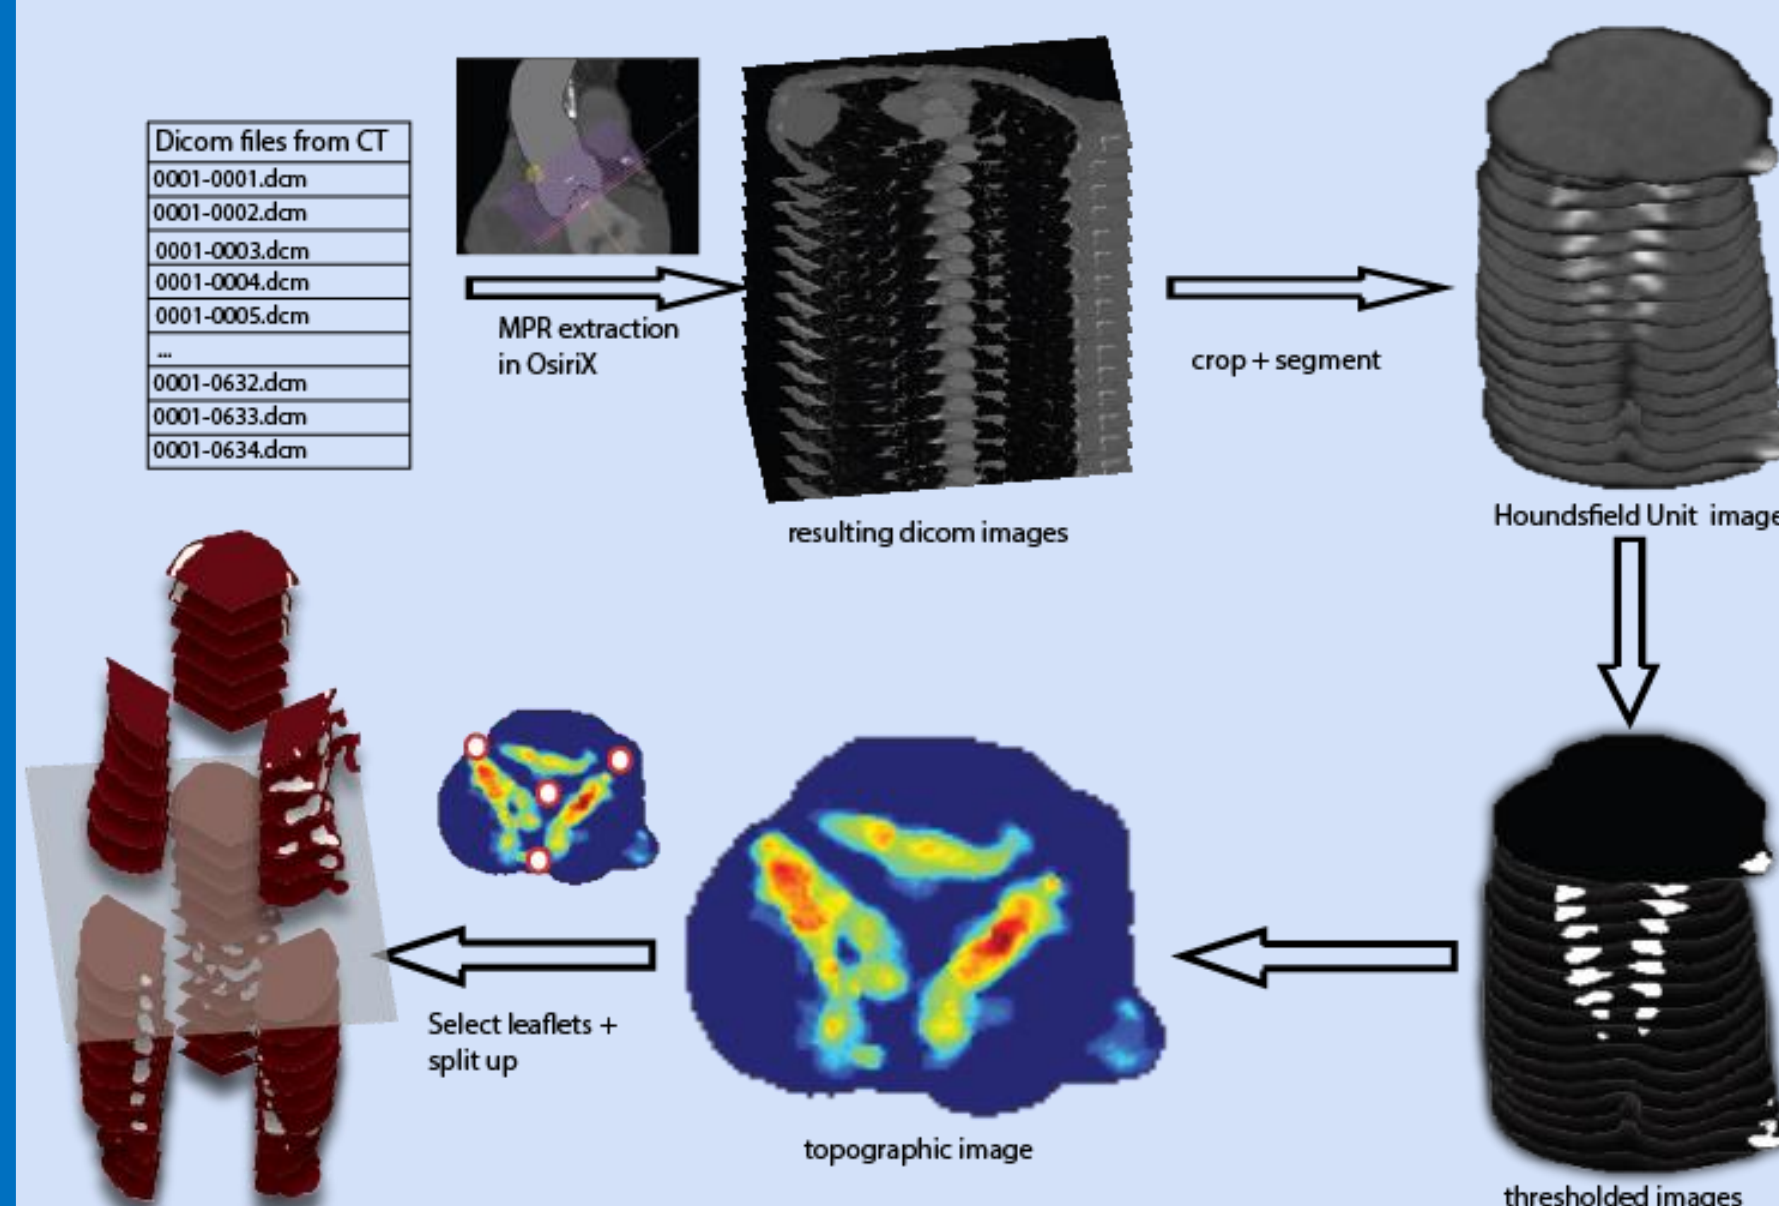 Dicom files from CT
0001-0001.dcm
0001-0002.dcm
0001-0003.dcm
0001-0004.dcm
0001-0005.dcm
...
0001-0632.dcm
0001-0633.dcm
0001-0634.dcm
MPR extraction
in OsiriX
resulting dicom images
crop + segment
Houndsfield Unit image
thresholded images
topographic image
Select leaflets +
split up